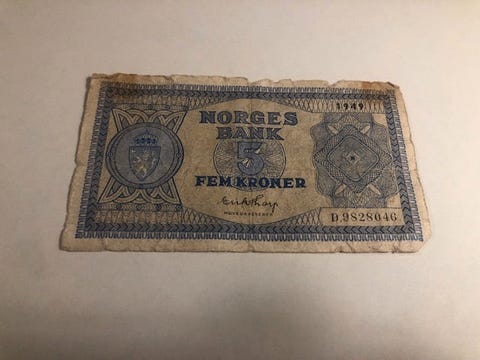 1949
NORGES
BANK
5
FEM KRONER
D.9828046